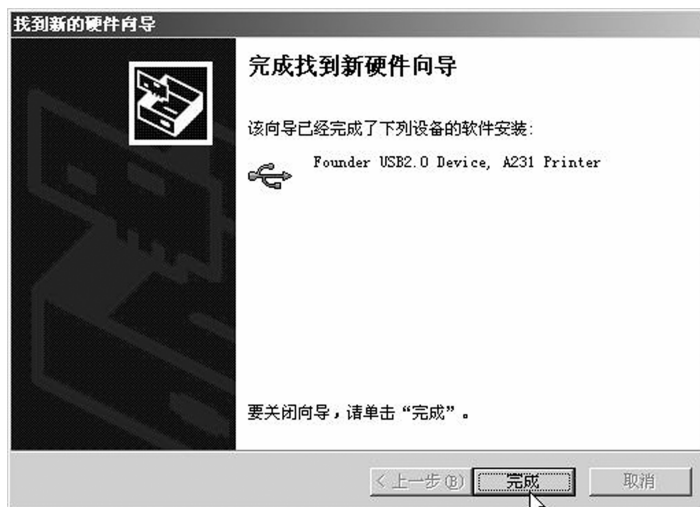 找到新的硬件向导
完成找到新硬件向导
该向导已经完成了下列设备的软件安装:
Founder USB2.0 Device, A231 Printer
要关闭向导，请单击“完成”。
< 上一步(B)
完成
取消